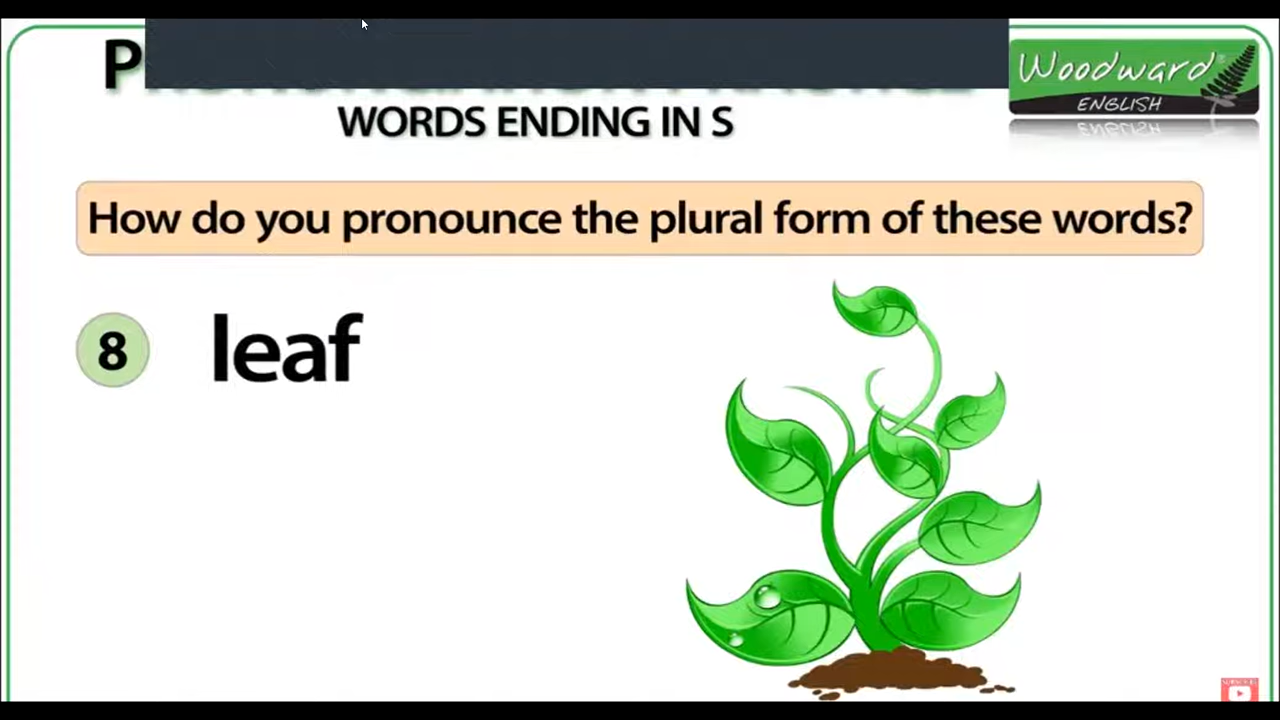 Woodward
ENGLISH
WORDS ENDING IN S
How do you pronounce the plural form of these words?
8 leaf